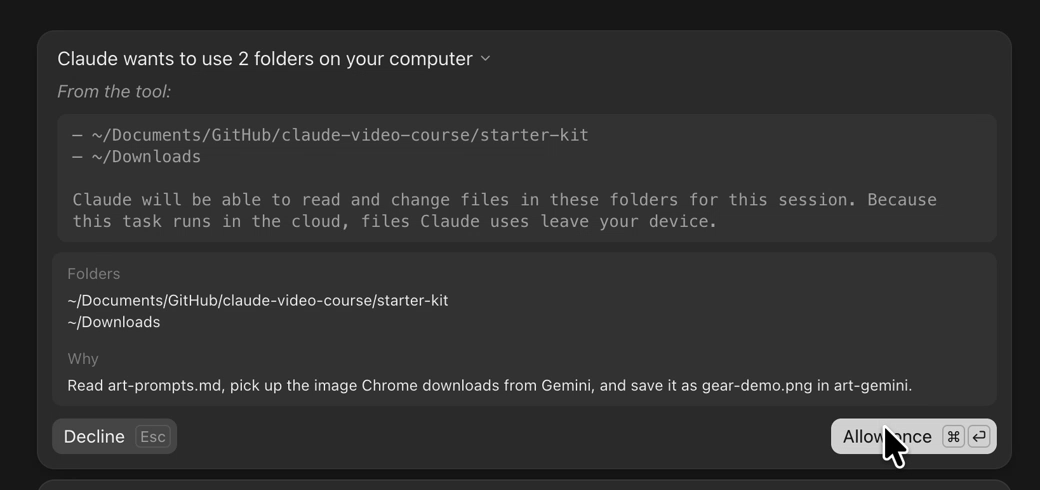 Claude wants to use 2 folders on your computer
From the tool:
– ~/Documents/GitHub/claude-video-course/starter-kit
– ~/Downloads
Claude will be able to read and change files in these folders for this session. Because
this task runs in the cloud, files Claude uses leave your device.
Folders
~/Documents/GitHub/claude-video-course/starter-kit
~/Downloads
Why
Read art-prompts.md, pick up the image Chrome downloads from Gemini, and save it as gear-demo.png in art-gemini.
Decline Esc
Allow once ⌘ ⏎